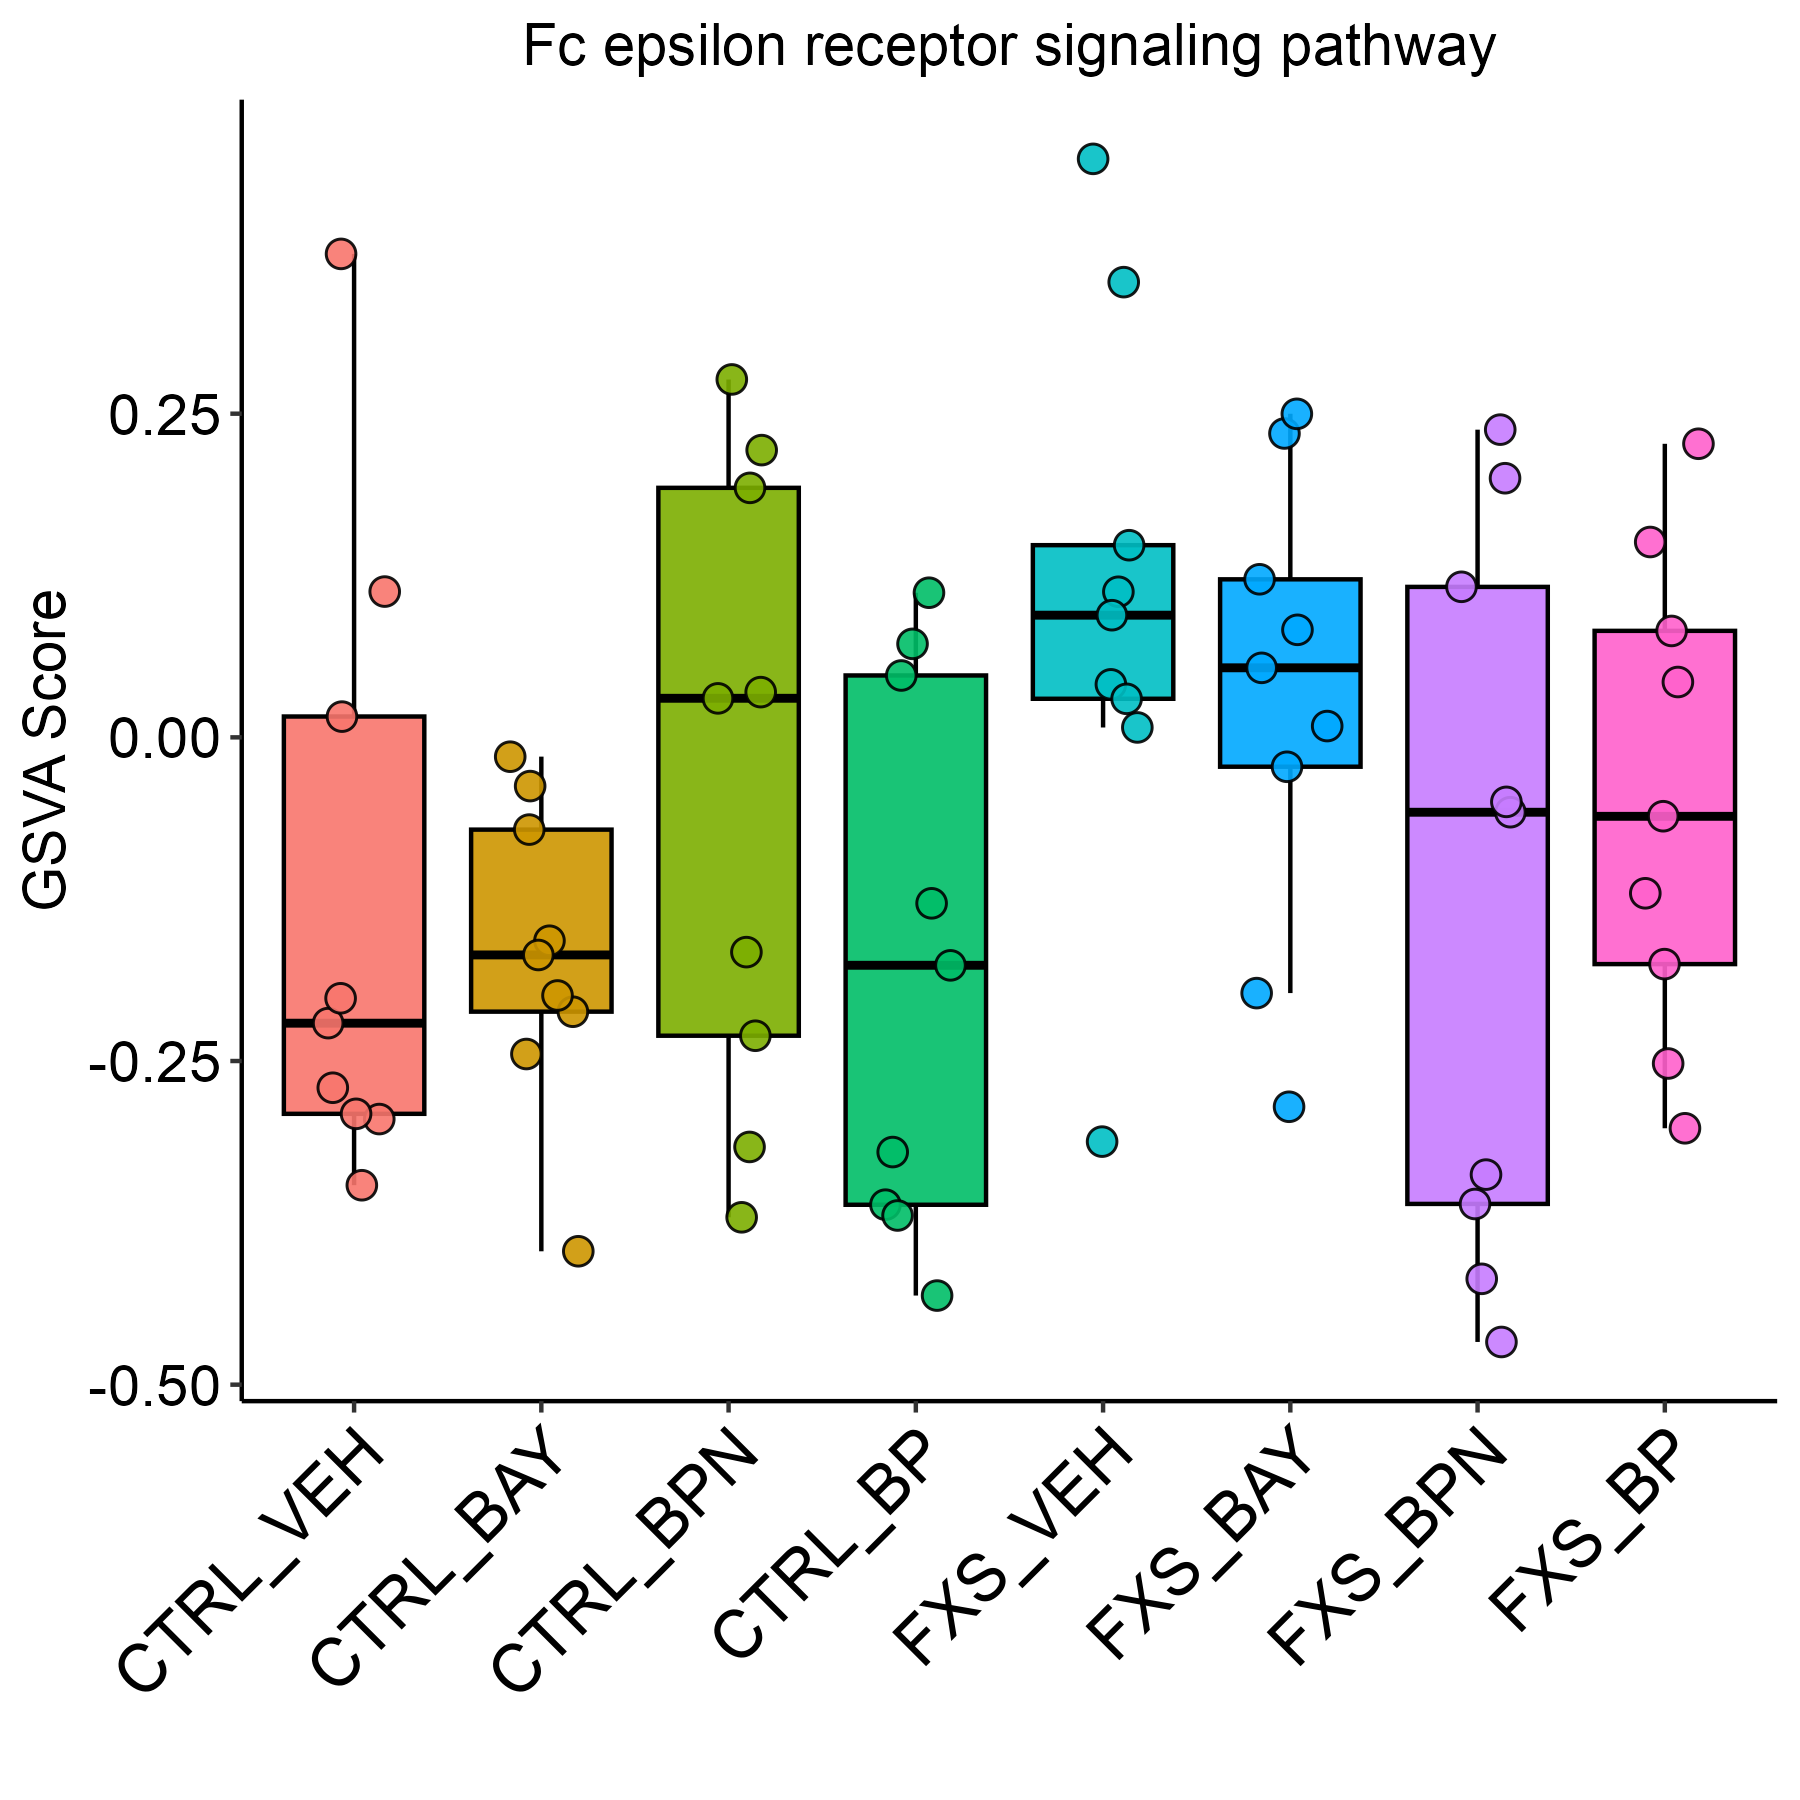 Fc epsilon receptor signaling pathway
GSVA Score
0.25
0.00
-0.25
-0.50
CTRL_VEH
CTRL_BAY
CTRL_BPN
CTRL_BP
FXS_VEH
FXS_BAY
FXS_BPN
FXS_BP